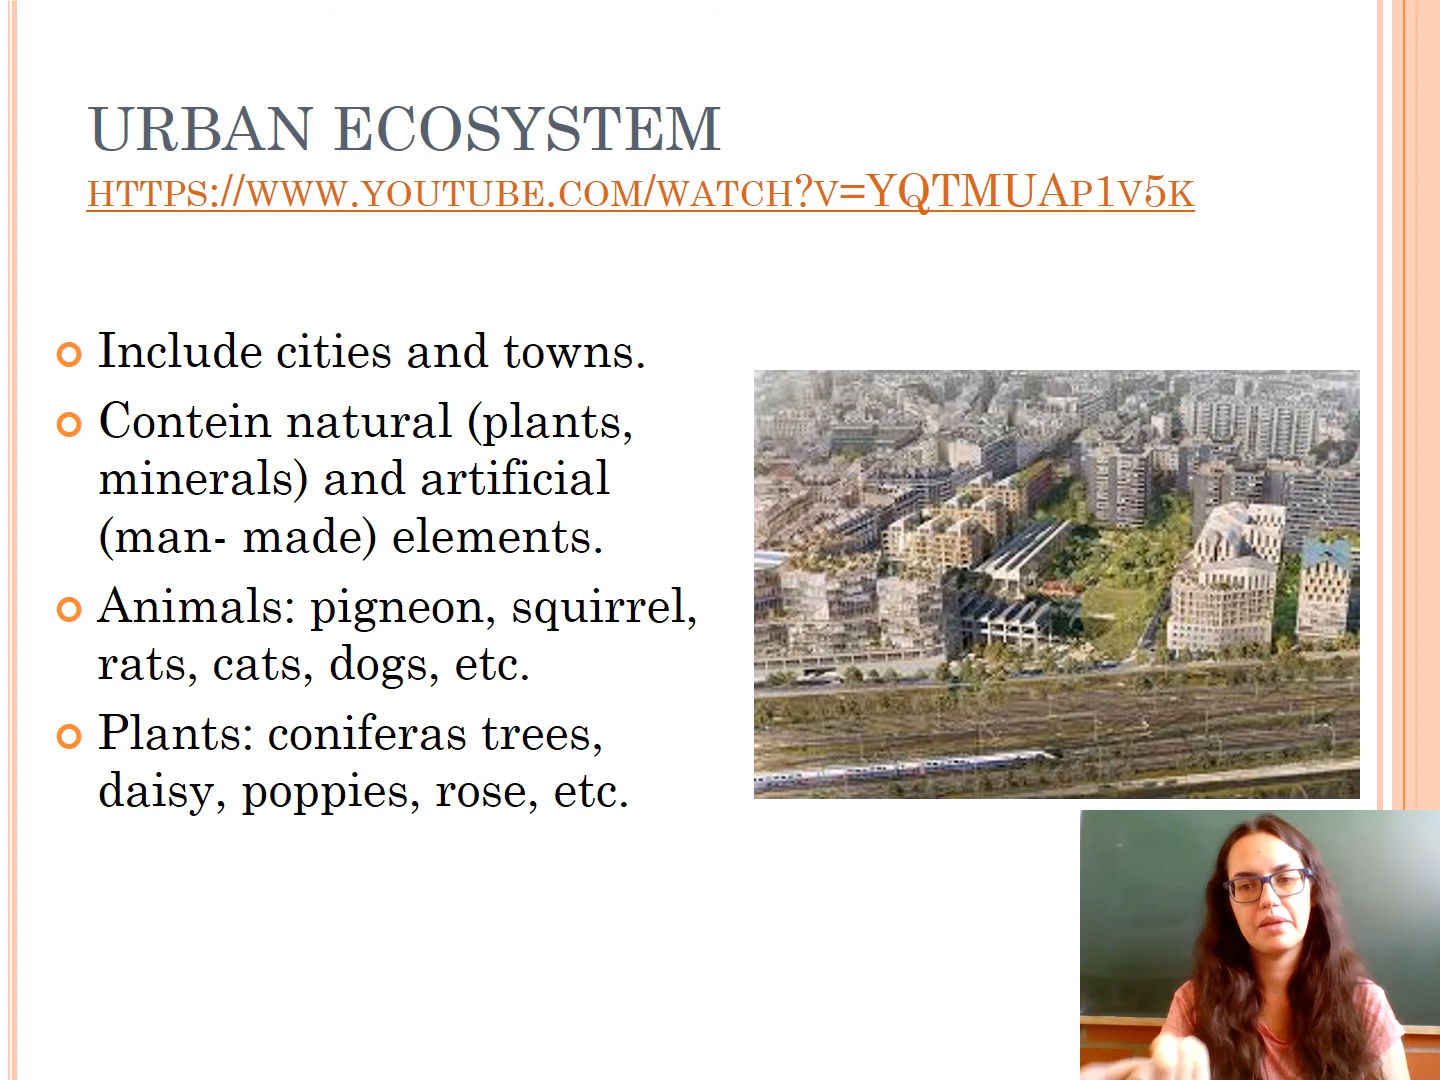 URBAN ECOSYSTEM
HTTPS://WWW.YOUTUBE.COM/WATCH?V=YQTMUAP1V5K
Include cities and towns.
Contein natural (plants,
minerals) and artificial
(man- made) elements.
Animals: pigneon, squirrel,
rats, cats, dogs, etc.
Plants: coniferas trees,
daisy, poppies, rose, etc.